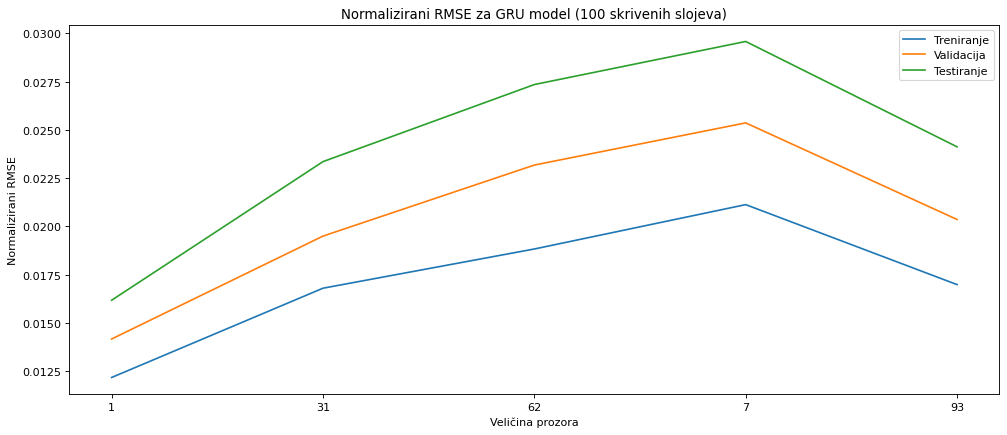 Normalizirani RMSE za GRU model (100 skrivenih slojeva)
Treniranje
Validacija
Testiranje
Normalizirani RMSE
0.0300
0.0275
0.0250
0.0225
0.0200
0.0175
0.0150
0.0125
1 31 62 7 93
Veličina prozora